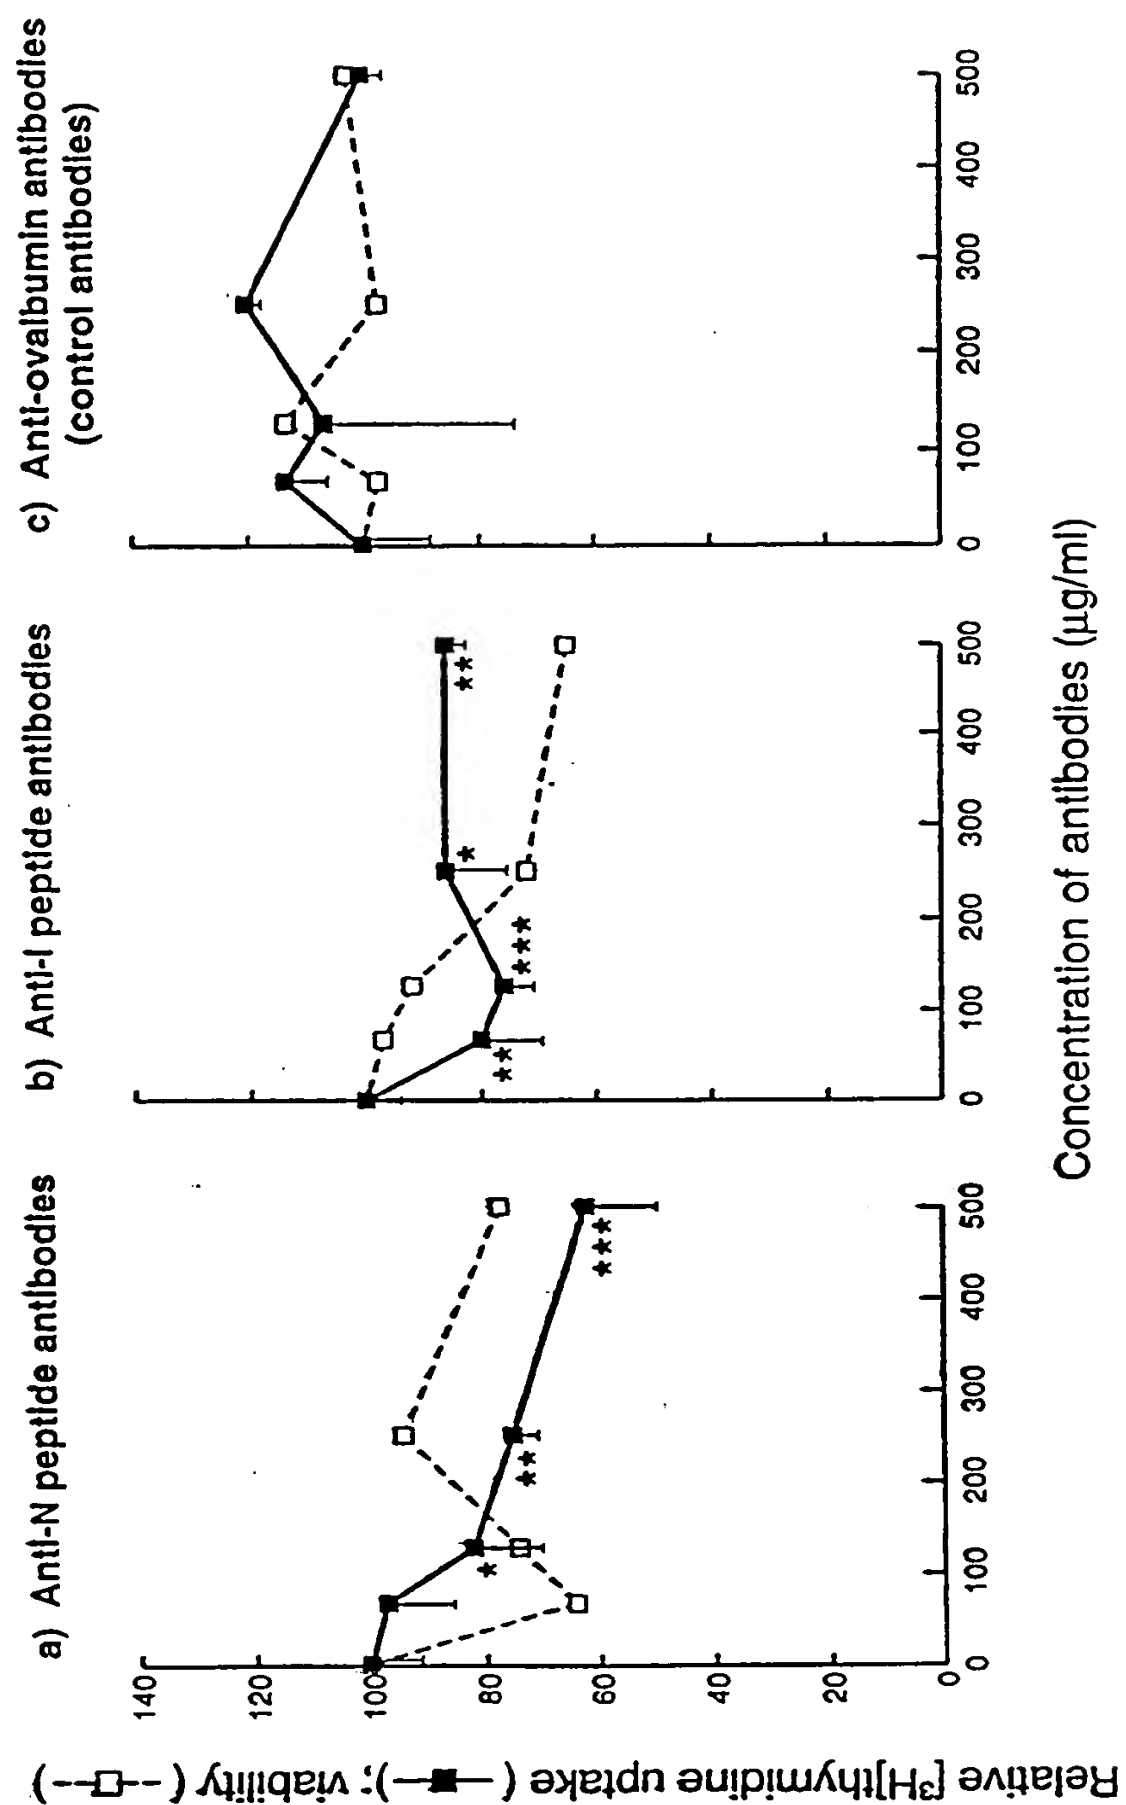 a) Anti-N peptide antibodies
b) Anti-I peptide antibodies
c) Anti-ovalbumin antibodies
(control antibodies)
Relative [³H]thymidine uptake (—■—); viability (--□--)
140
120
100
80
60
40
20
0
*
**
***
**
***
*
**
0 100 200 300 400 500
0 100 200 300 400 500
0 100 200 300 400 500
Concentration of antibodies (μg/ml)